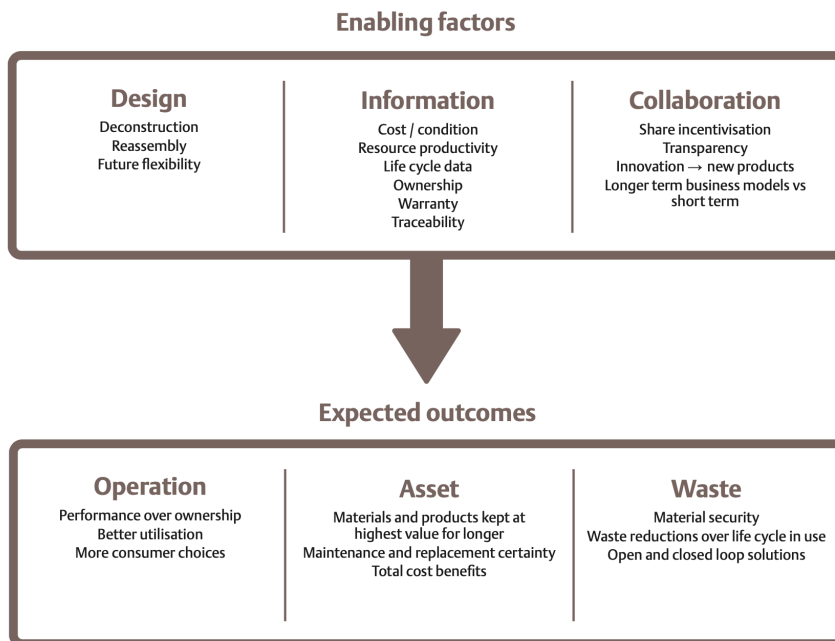 Enabling factors
Design
Deconstruction
Reassembly
Future flexibility
Information
Cost / condition
Resource productivity
Life cycle data
Ownership
Warranty
Traceability
Collaboration
Share incentivisation
Transparency
Innovation → new products
Longer term business models vs
short term
Expected outcomes
Operation
Performance over ownership
Better utilisation
More consumer choices
Asset
Materials and products kept at
highest value for longer
Maintenance and replacement certainty
Total cost benefits
Waste
Material security
Waste reductions over life cycle in use
Open and closed loop solutions